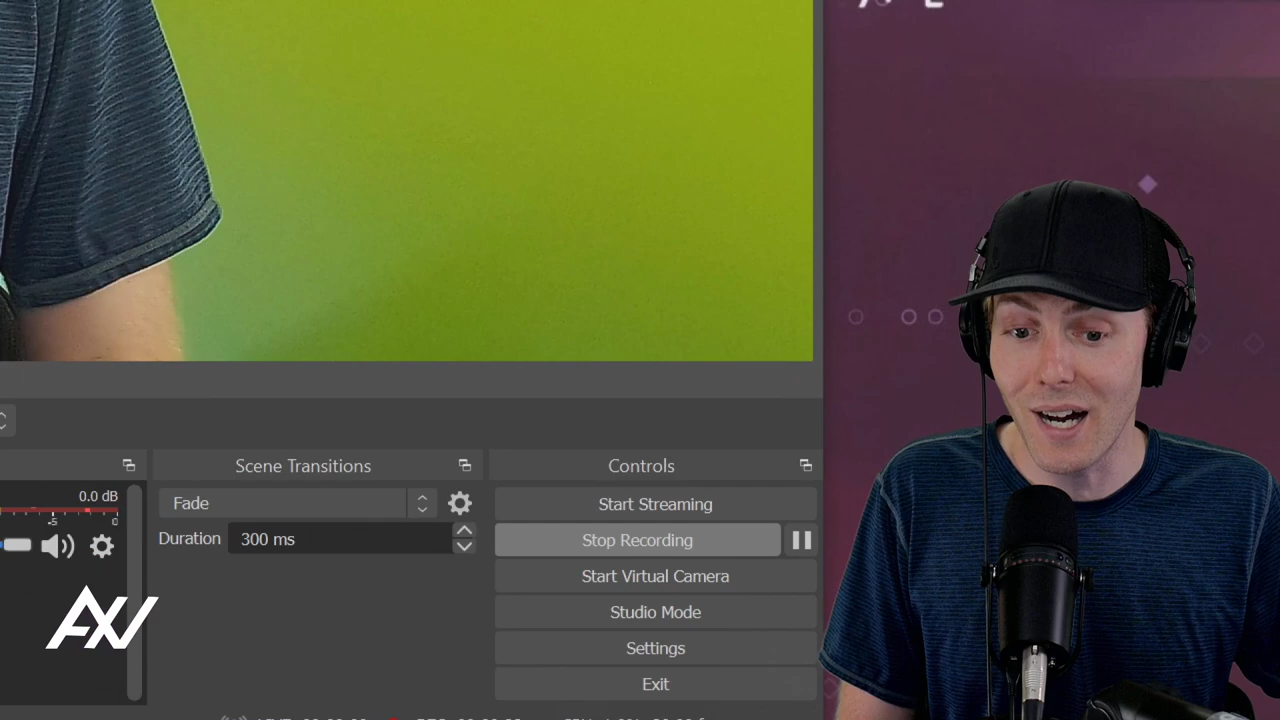 Scene Transitions
Controls
0.0 dB
-5
0
Fade
Duration
300 ms
Start Streaming
Stop Recording
Start Virtual Camera
Studio Mode
Settings
Exit